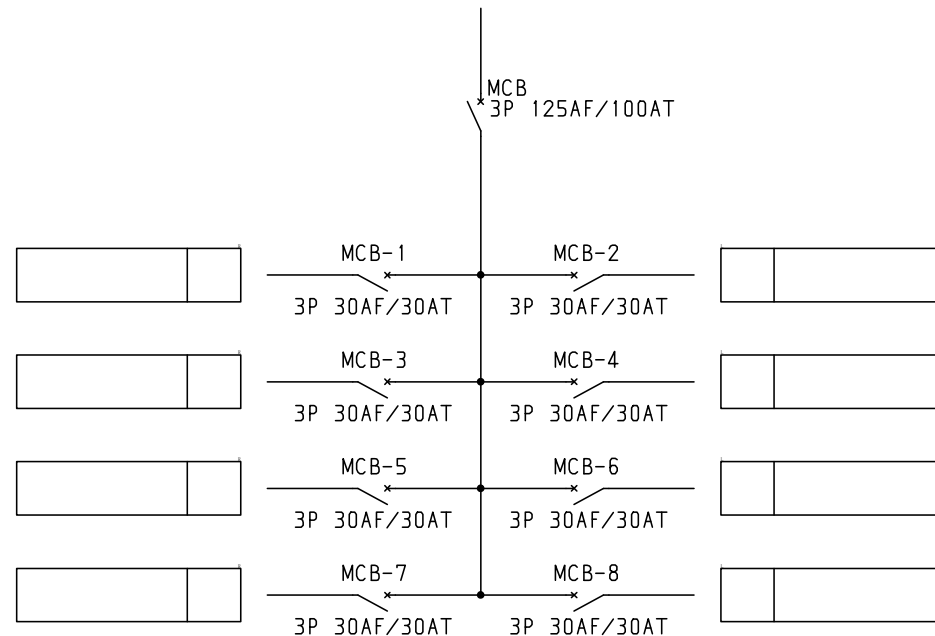 MCB
3P 125AF/100AT
MCB-1 MCB-2
3P 30AF/30AT 3P 30AF/30AT
MCB-3 MCB-4
3P 30AF/30AT 3P 30AF/30AT
MCB-5 MCB-6
3P 30AF/30AT 3P 30AF/30AT
MCB-7 MCB-8
3P 30AF/30AT 3P 30AF/30AT